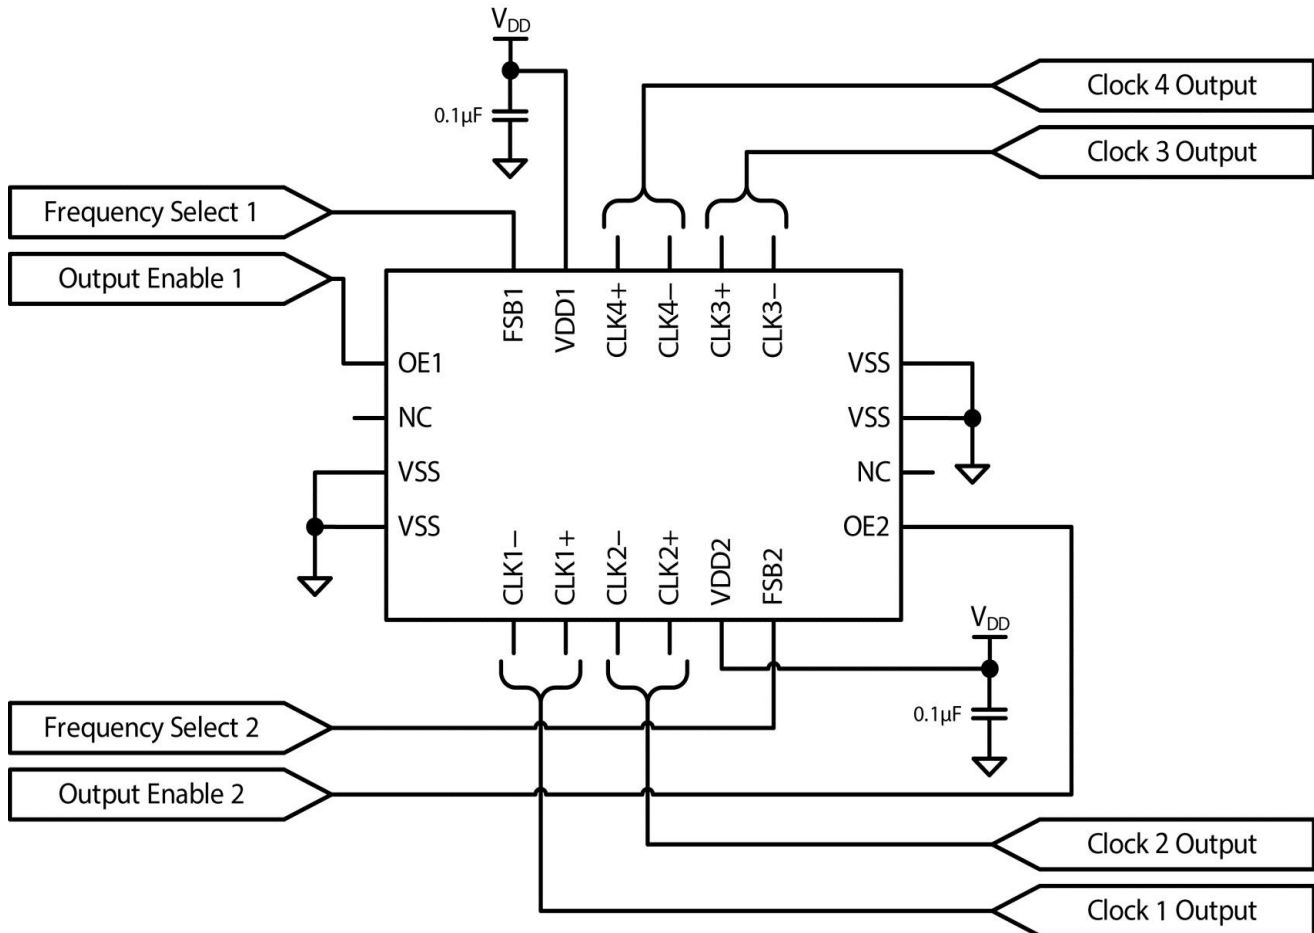 VDD
0.1µF
Clock 4 Output
Clock 3 Output
Frequency Select 1
Output Enable 1
FSB1
VDD1
CLK4+
CLK4−
CLK3+
CLK3−
OE1
NC
VSS
VSS
VSS
VSS
NC
OE2
CLK1−
CLK1+
CLK2−
CLK2+
VDD2
FSB2
VDD
0.1µF
Frequency Select 2
Output Enable 2
Clock 2 Output
Clock 1 Output